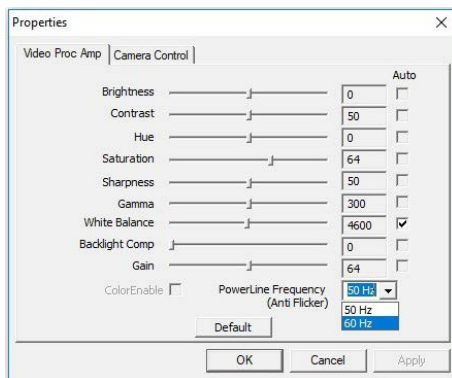 Properties
Video Proc Amp Camera Control
Auto
Brightness 0
Contrast 50
Hue 0
Saturation 64
Sharpness 50
Gamma 300
White Balance 4600
Backlight Comp 0
Gain 64
ColorEnable PowerLine Frequency 50 Hz
(Anti Flicker)
50 Hz
60 Hz
Default
OK Cancel Apply